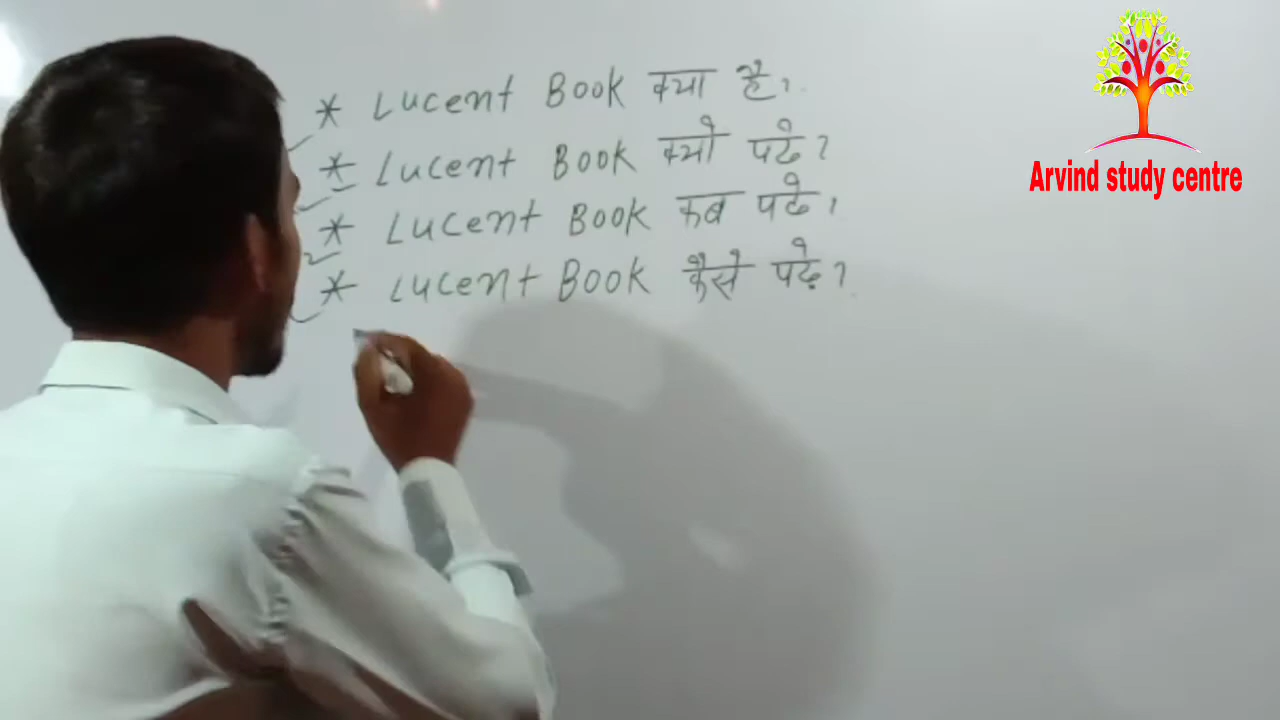 * Lucent Book क्या है?
* Lucent Book क्यो पढे?
* Lucent Book कब पढे?
* Lucent Book कैसे पढ़े?
Arvind study centre